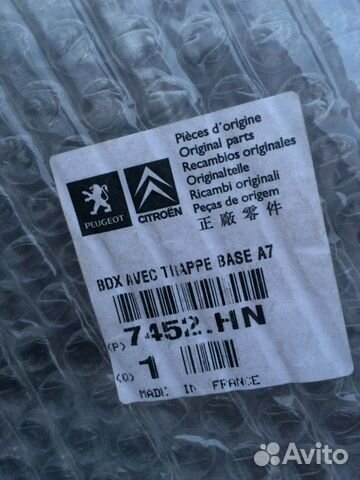 PEUGEOT
CITROËN
Pièces d'origine
Original parts
Recambios originales
Originalteile
Ricambi originali
Peças de origem
正廠零件
BDX AVEC TRAPPE BASE A7
(P) 7452.HN
(Q) 1
MADE IN FRANCE
Avito